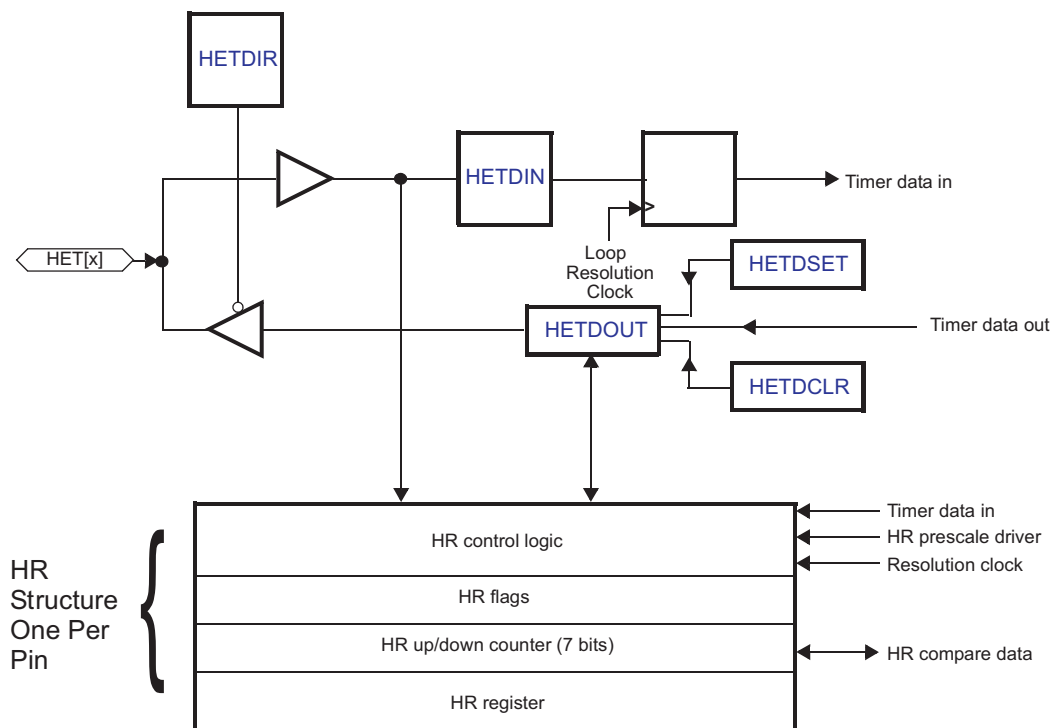 HETDIR
HETDIN
Timer data in
HET[x]
Loop
Resolution
Clock
>
HETDSET
HETDOUT
Timer data out
HETDCLR
HR
Structure
One Per
Pin
HR control logic
HR flags
HR up/down counter (7 bits)
HR register
Timer data in
HR prescale driver
Resolution clock
HR compare data